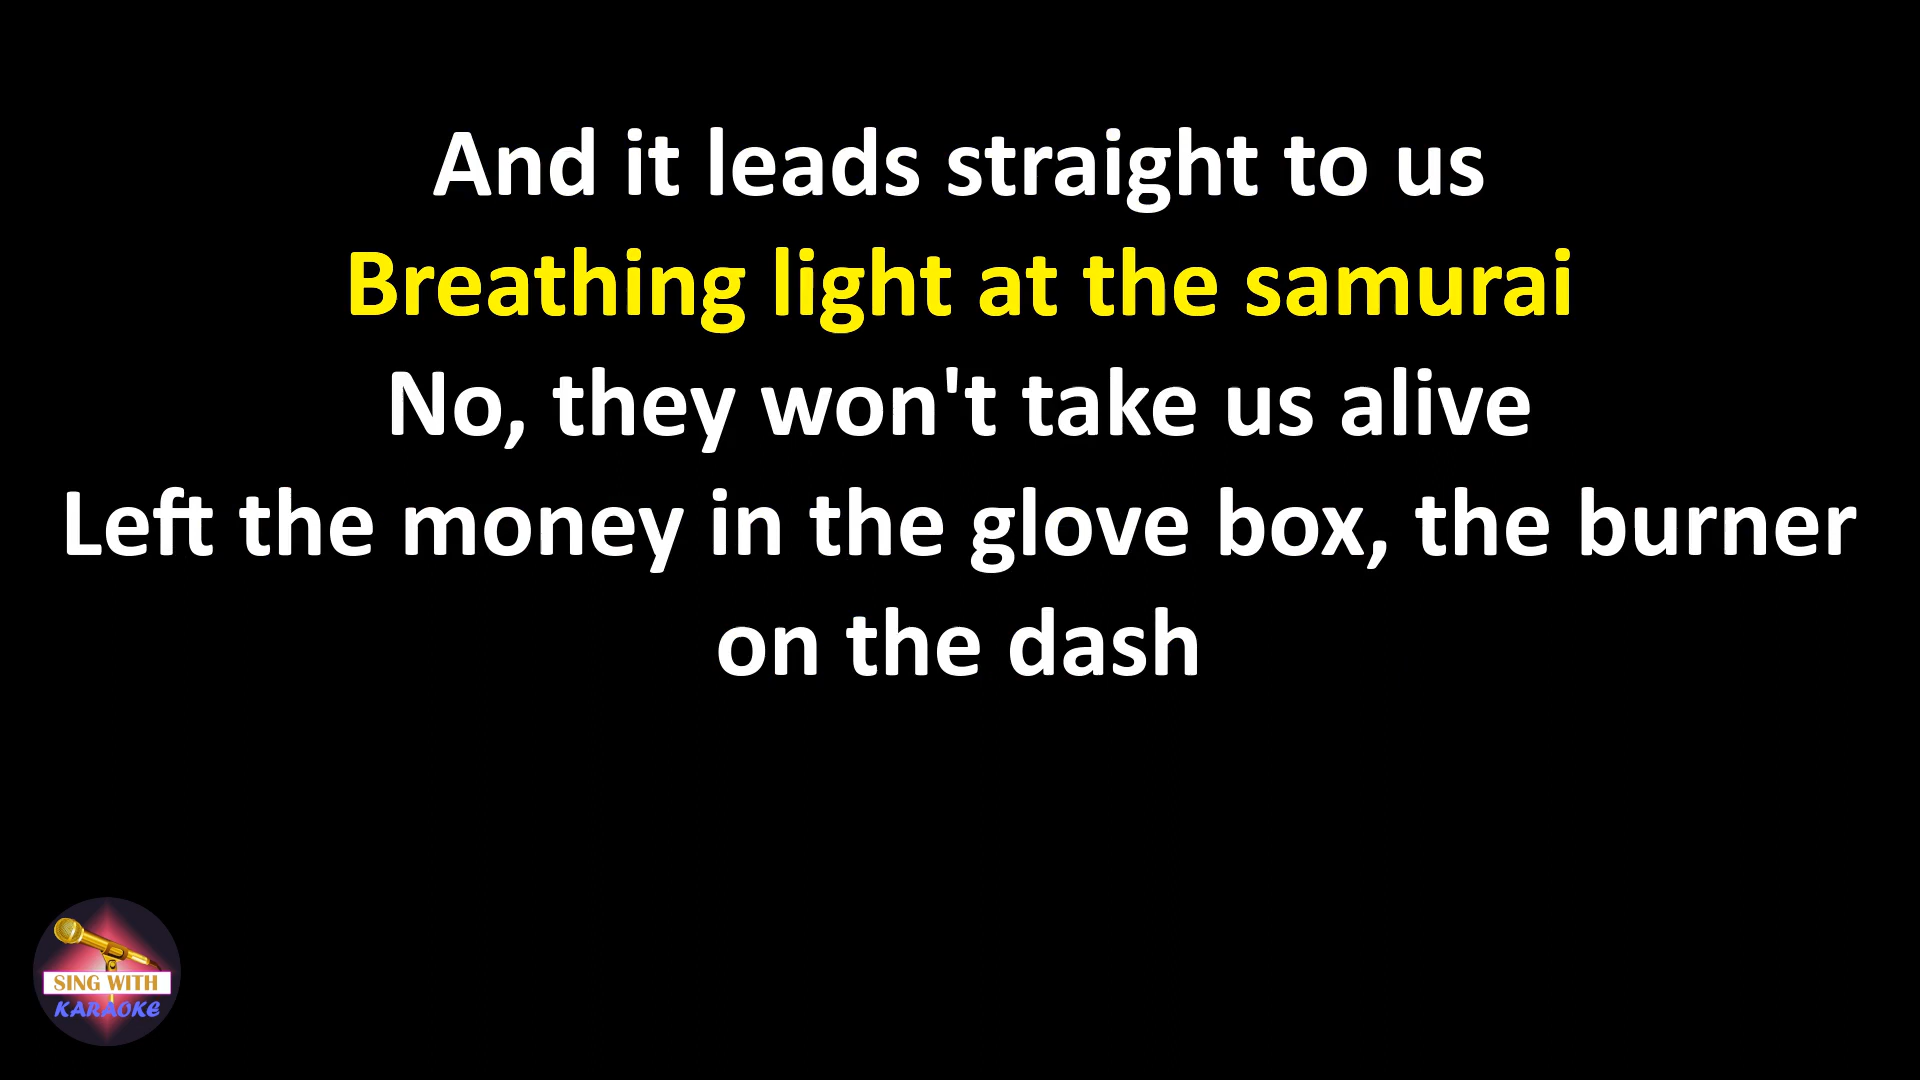 And it leads straight to us
Breathing light at the samurai
No, they won't take us alive
Left the money in the glove box, the burner
on the dash
SING WITH
KARAOKE